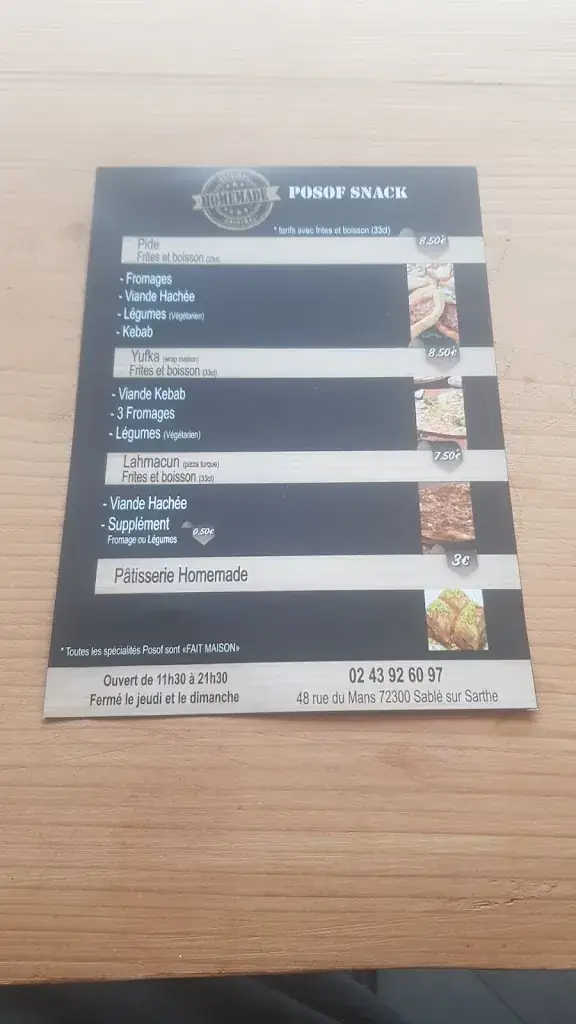 HOMEMADE
POSOF SNACK
* tarifs avec frites et boisson (33cl)
Pide
8.50€
Frites et boisson (33cl)
- Fromages
- Viande Hachée
- Légumes (Végétarien)
- Kebab
Yufka (wrap maison)
8.50€
Frites et boisson (33cl)
- Viande Kebab
- 3 Fromages
- Légumes (Végétarien)
Lahmacun (pizza turque)
7.50€
Frites et boisson (33cl)
- Viande Hachée
- Supplément
0.50€
Fromage ou Légumes
Pâtisserie Homemade
3€
* Toutes les spécialités Posof sont «FAIT MAISON»
Ouvert de 11h30 à 21h30
Fermé le jeudi et le dimanche
02 43 92 60 97
48 rue du Mans 72300 Sablé sur Sarthe